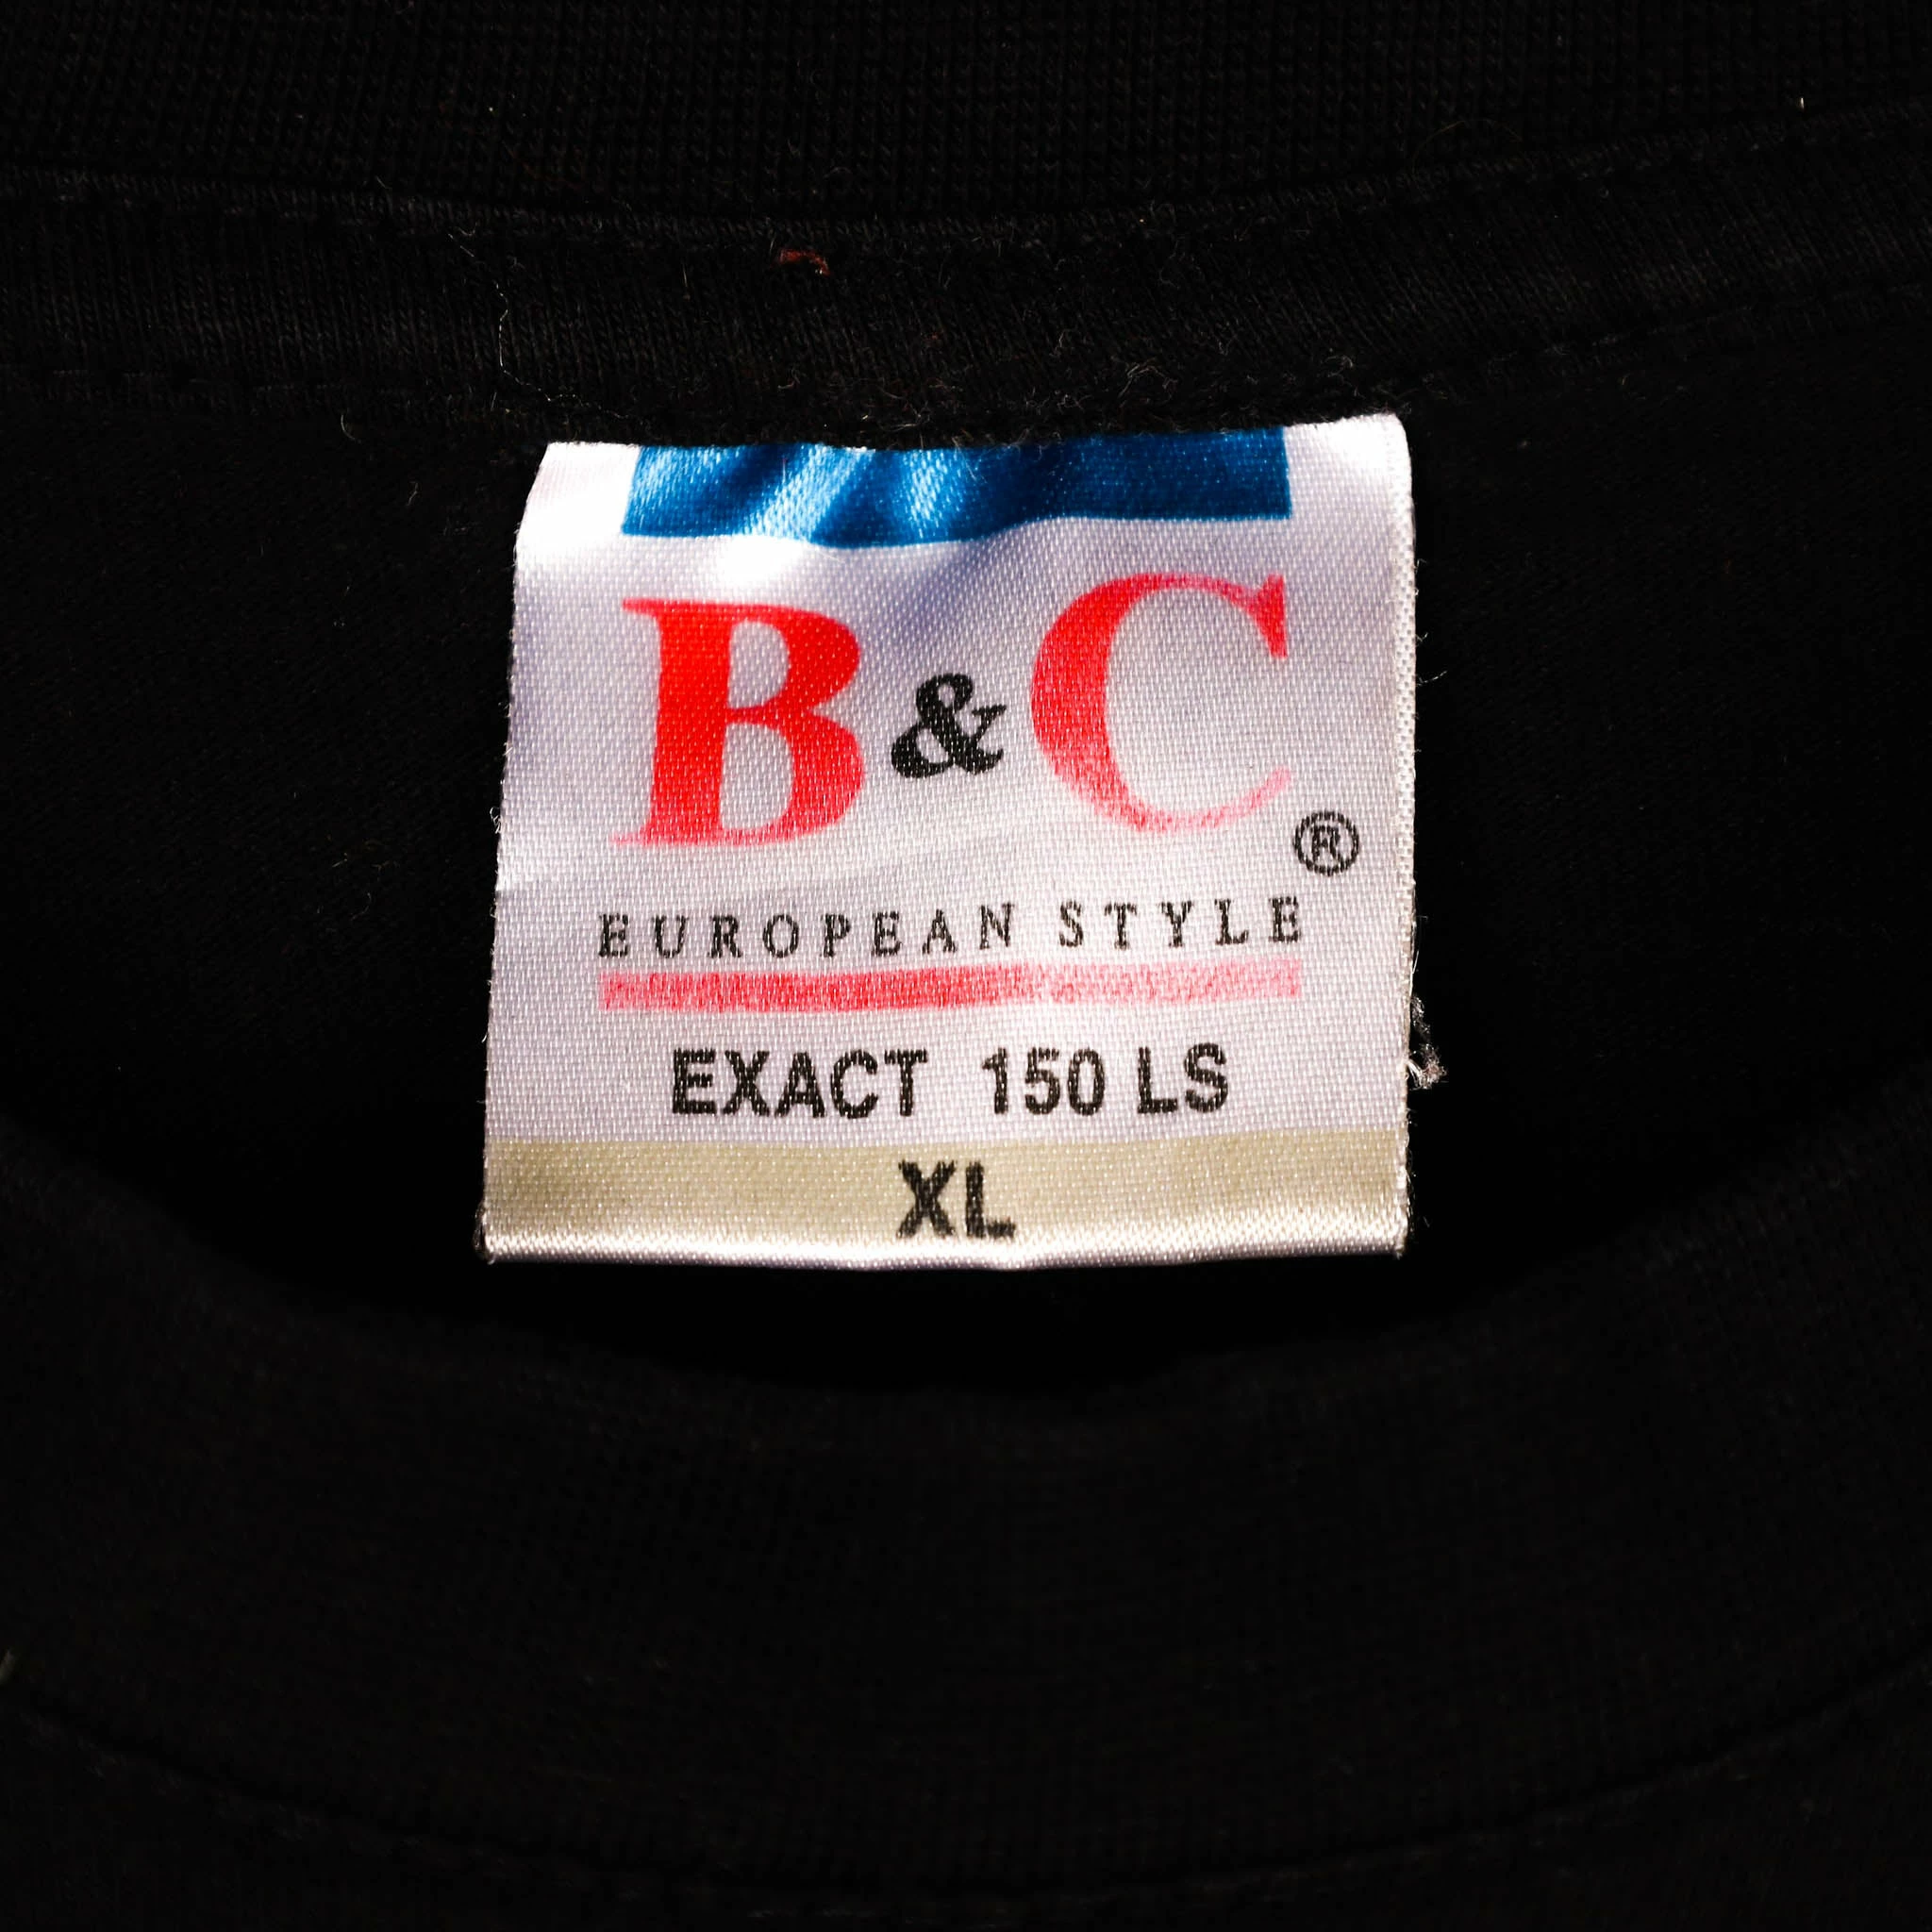 B&C®
EUROPEAN STYLE
EXACT 150 LS
XL